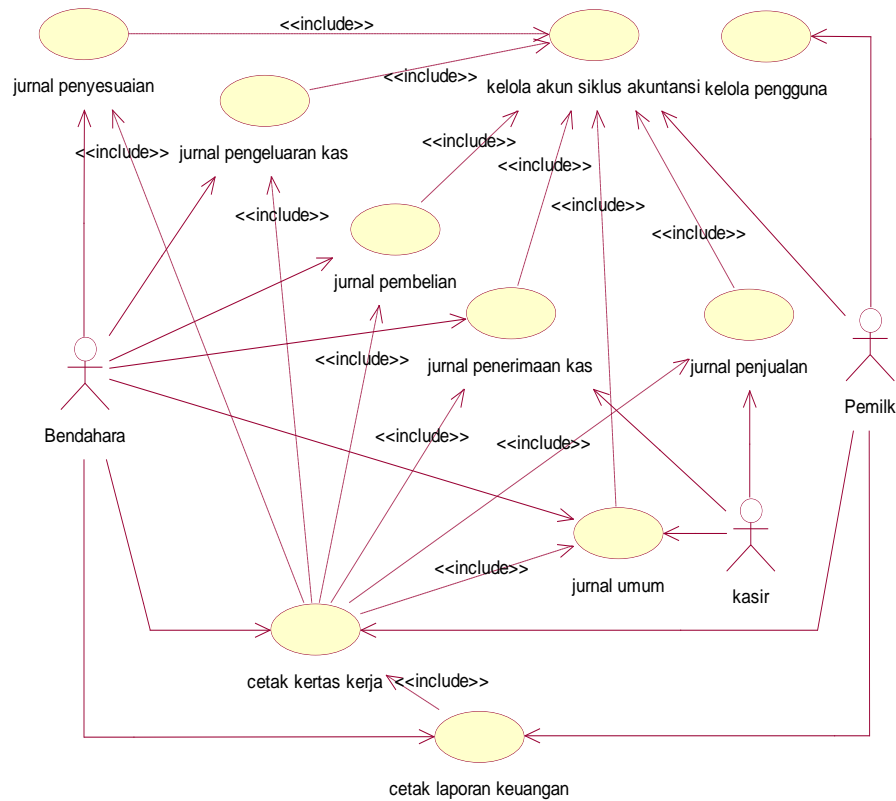 <<include>>
jurnal penyesuaian
<<include>>
kelola akun siklus akuntansi
kelola pengguna
<<include>>
jurnal pengeluaran kas
<<include>>
<<include>>
<<include>>
<<include>>
<<include>>
jurnal pembelian
<<include>>
jurnal penerimaan kas
jurnal penjualan
Bendahara
Pemilk
<<include>>
<<include>>
<<include>>
jurnal umum
kasir
cetak kertas kerja
<<include>>
cetak laporan keuangan